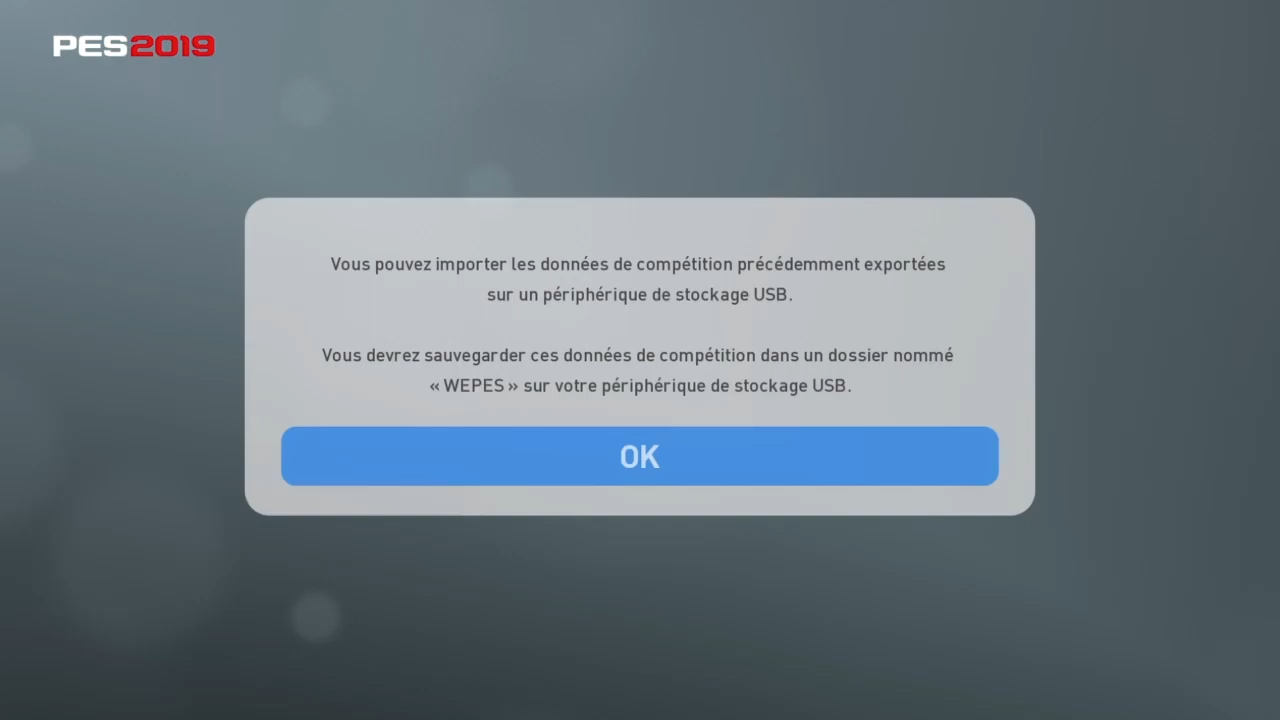 PES2019
Vous pouvez importer les données de compétition précédemment exportées
sur un périphérique de stockage USB.
Vous devrez sauvegarder ces données de compétition dans un dossier nommé
« WEPES » sur votre périphérique de stockage USB.
OK